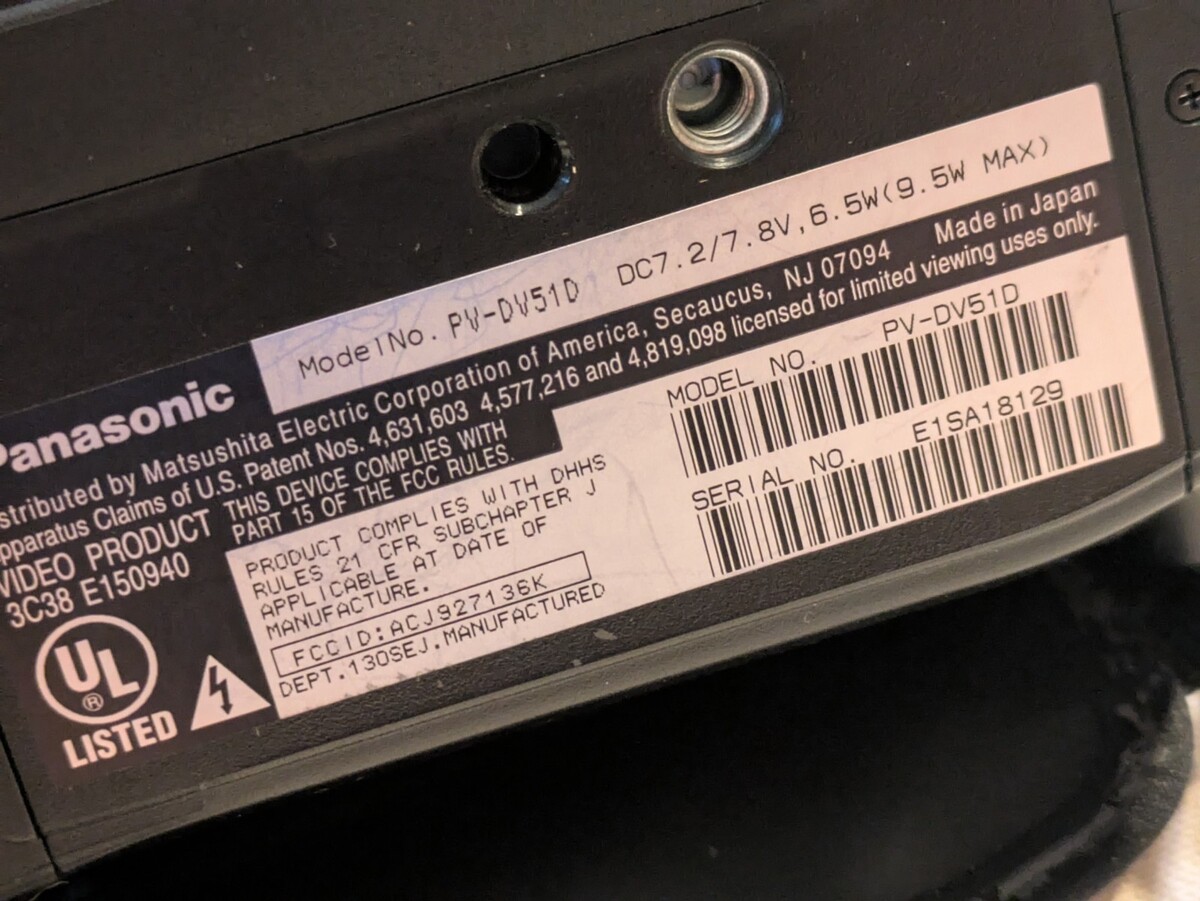 Model No. PV-DV51D DC7.2/7.8V,6.5W(9.5W MAX)
Panasonic
stributed by Matsushita Electric Corporation of America, Secaucus, NJ 07094 Made in Japan
pparatus Claims of U.S. Patent Nos. 4,631,603 4,577,216 and 4,819,098 licensed for limited viewing uses only.
VIDEO PRODUCT
3C38 E150940
THIS DEVICE COMPLIES WITH
PART 15 OF THE FCC RULES.
UL
®
LISTED
PRODUCT COMPLIES WITH DHHS
RULES 21 CFR SUBCHAPTER J
APPLICABLE AT DATE OF
MANUFACTURE.
FCCID:ACJ927136K
DEPT.130SEJ.MANUFACTURED
MODEL NO. PV-DV51D
SERIAL NO. E1SA18129